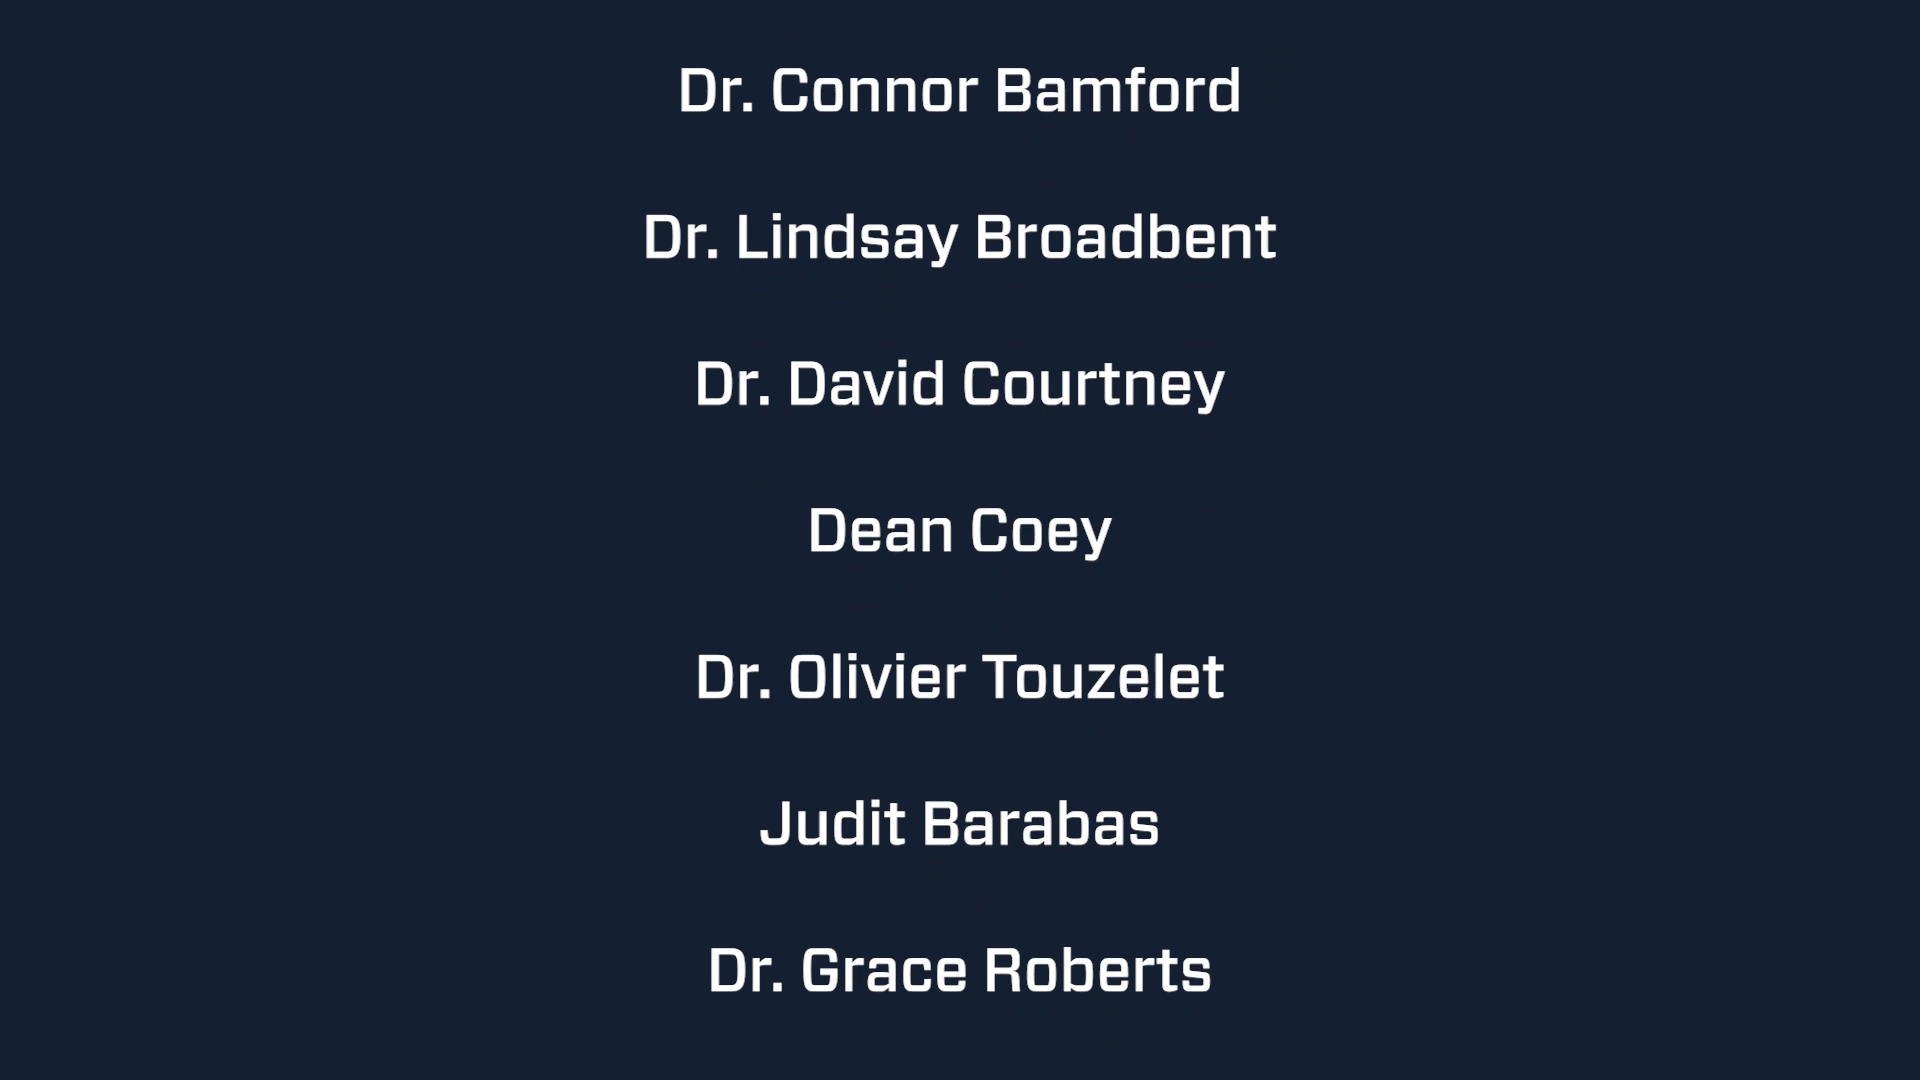 Dr. Connor Bamford
Dr. Lindsay Broadbent
Dr. David Courtney
Dean Coey
Dr. Olivier Touzelet
Judit Barabas
Dr. Grace Roberts